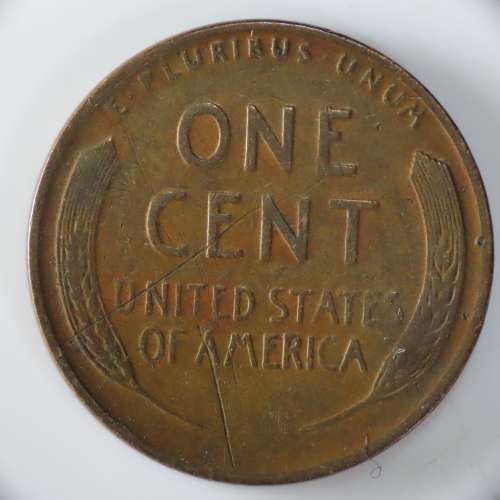 E · PLURIBUS · UNUM
ONE
CENT
UNITED STATES
OF AMERICA